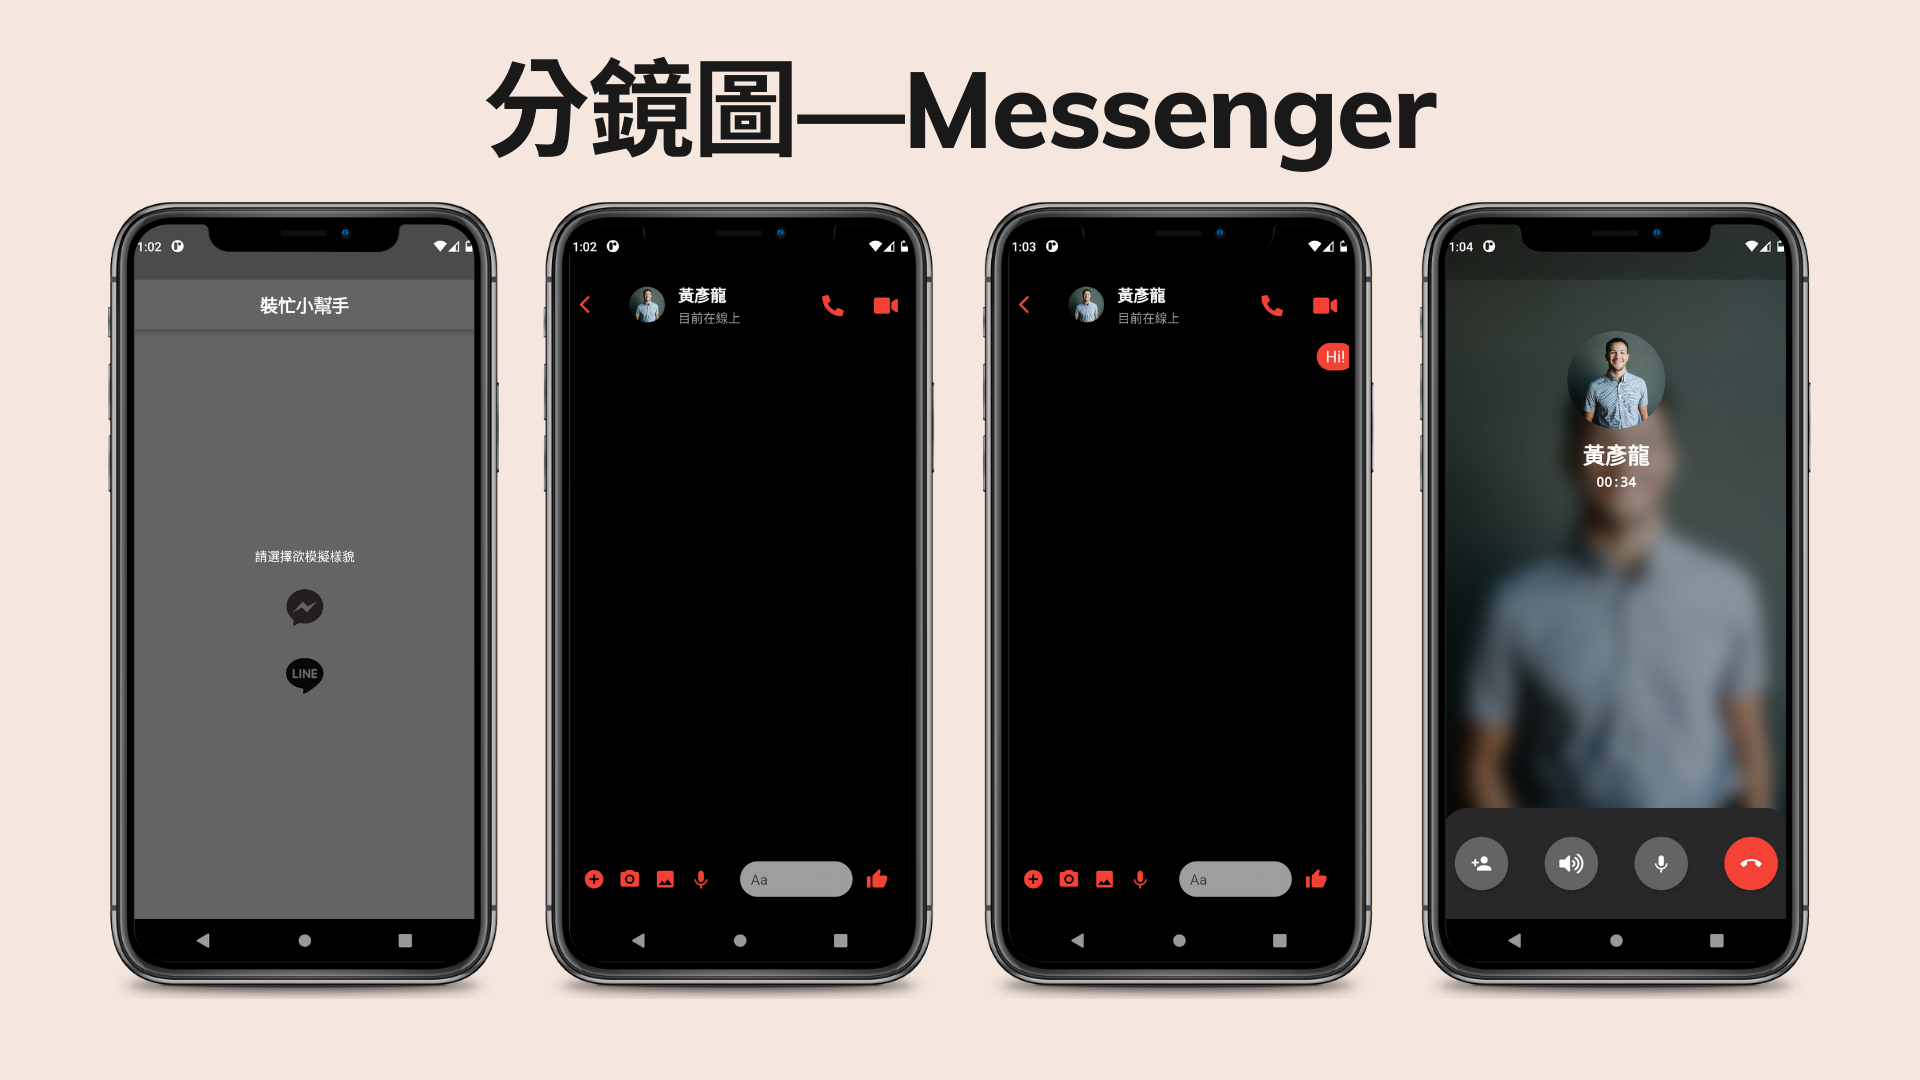 分鏡圖—Messenger
1:02
裝忙小幫手
請選擇欲模擬樣貌
LINE
1:02
黃彥龍
目前在線上
Aa
1:03
黃彥龍
目前在線上
Hi!
Aa
1:04
黃彥龍
00:34